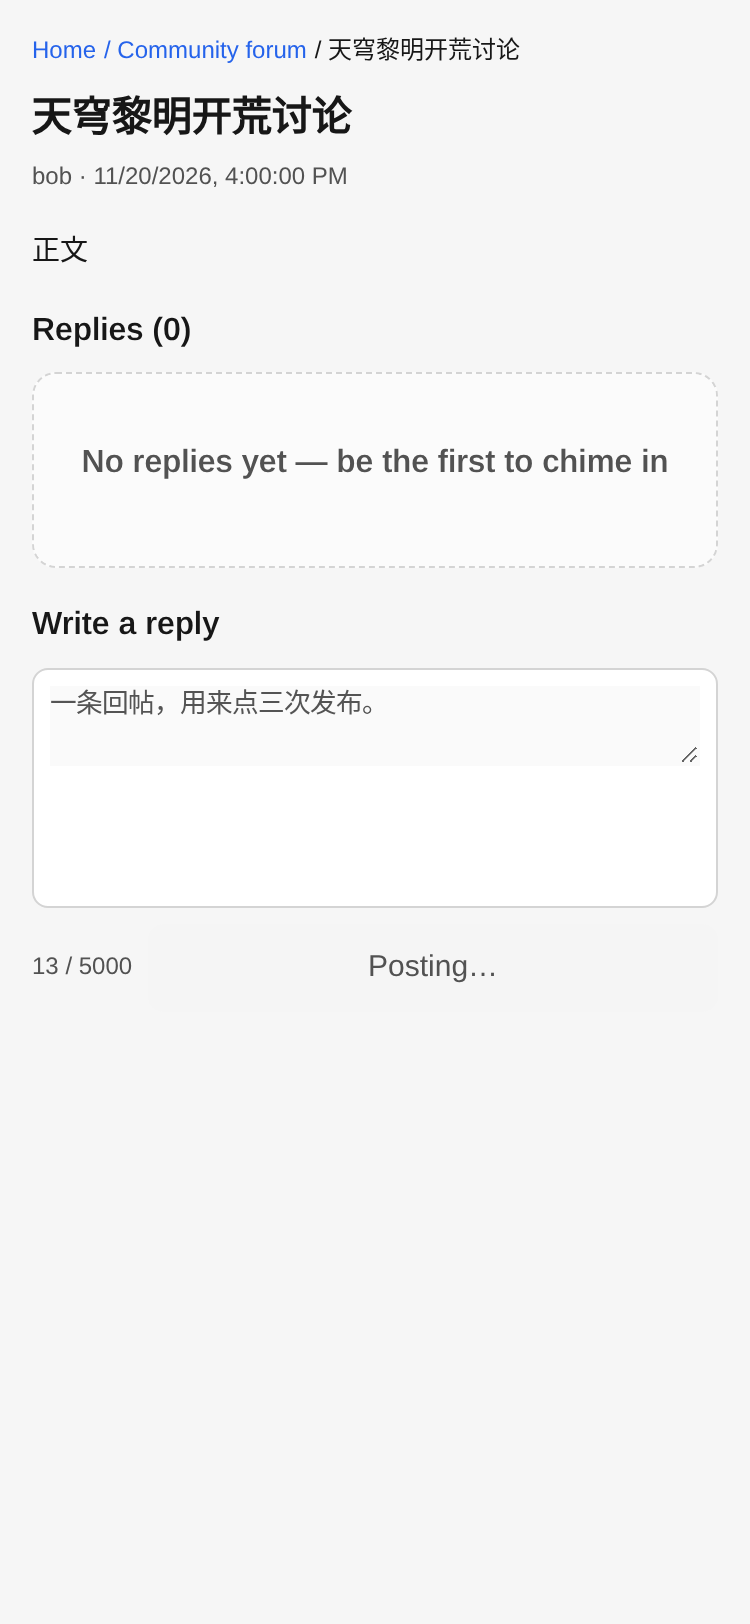 Home / Community forum / 天穹黎明开荒讨论
天穹黎明开荒讨论
bob · 11/20/2026, 4:00:00 PM
正文
Replies (0)
No replies yet — be the first to chime in
Write a reply
一条回帖，用来点三次发布。
13 / 5000
Posting…